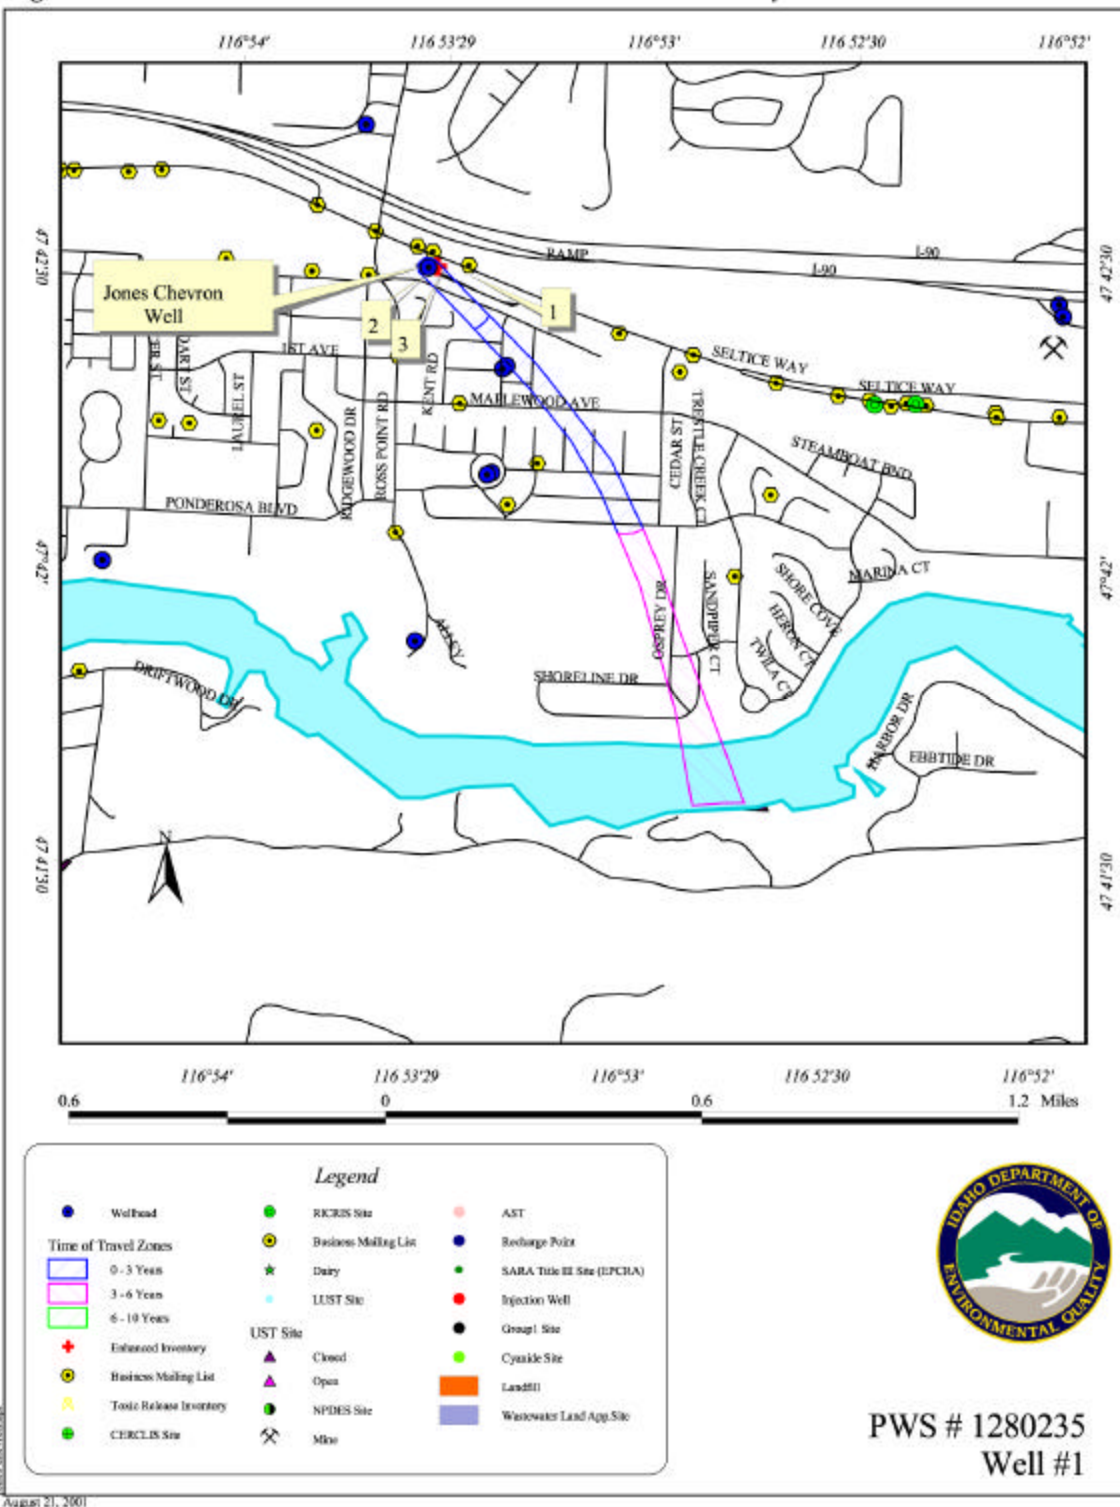 116°54'
116 53'29
116°53'
116 52'30
116°52'
47 42'30
47 42'30
RAMP
I-90
I-90
Jones Chevron
Well
1
2
3
1ST AVE
SELTICE WAY
SELTICE WAY
LAUREL ST
KENT RD
MAPLEWOOD AVE
RIDGEWOOD DR
ROSS POINT RD
CEDAR ST
TRESTLE CREEK CT
STEAMBOAT BND
PONDEROSA BLVD
47°42'
47°42'
MARINA CT
SHORE COVE
HERON CT
TWILA CT
OSPREY DR
SANDPIPER CT
ALLEY
SHORELINE DR
DRIFTWOOD DR
HARBOR DR
EBBTIDE DR
N
47 41'30
47 41'30
116°54'
116 53'29
116°53'
116 52'30
116°52'
0.6
0
0.6
1.2 Miles
Legend
Wellhead
Time of Travel Zones
0 - 3 Years
3 - 6 Years
6 - 10 Years
Enhanced Inventory
Business Mailing List
Toxic Release Inventory
CERCLIS Site
RICRIS Site
Business Mailing List
Dairy
LUST Site
UST Site
Closed
Open
NPDES Site
Mine
AST
Recharge Point
SARA Title III Site (EPCRA)
Injection Well
Group1 Site
Cyanide Site
Landfill
Wastewater Land App.Site
IDAHO DEPARTMENT OF
ENVIRONMENTAL QUALITY
PWS # 1280235
Well #1
August 21, 2001